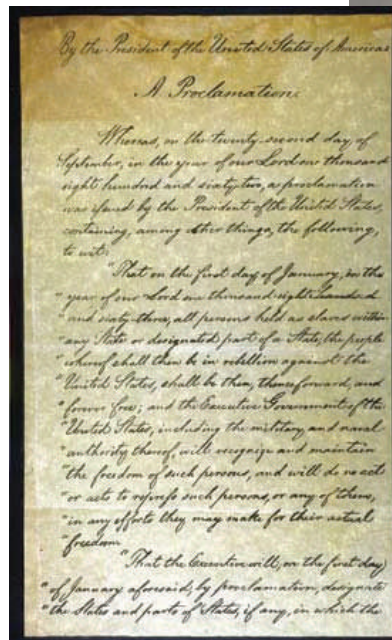 By the President of the United States of America:
A Proclamation.
Whereas, on the twenty-second day of
September, in the year of our Lord one thousand
eight hundred and sixty-two, a proclamation
was issued by the President of the United States,
containing, among other things, the following,
to wit:
"That on the first day of January, in the
"year of our Lord one thousand eight hundred
"and sixty-three, all persons held as slaves within
"any State or designated part of a State, the people
"whereof shall then be in rebellion against the
"United States, shall be then, thenceforward, and
"forever free; and the Executive Government of the
"United States, including the military and naval
"authority thereof, will recognize and maintain
"the freedom of such persons, and will do no act
"or acts to repress such persons, or any of them,
"in any efforts they may make for their actual
"freedom.
"That the Executive will, on the first day
"of January aforesaid, by proclamation, designate
"the States and parts of States, if any, in which the